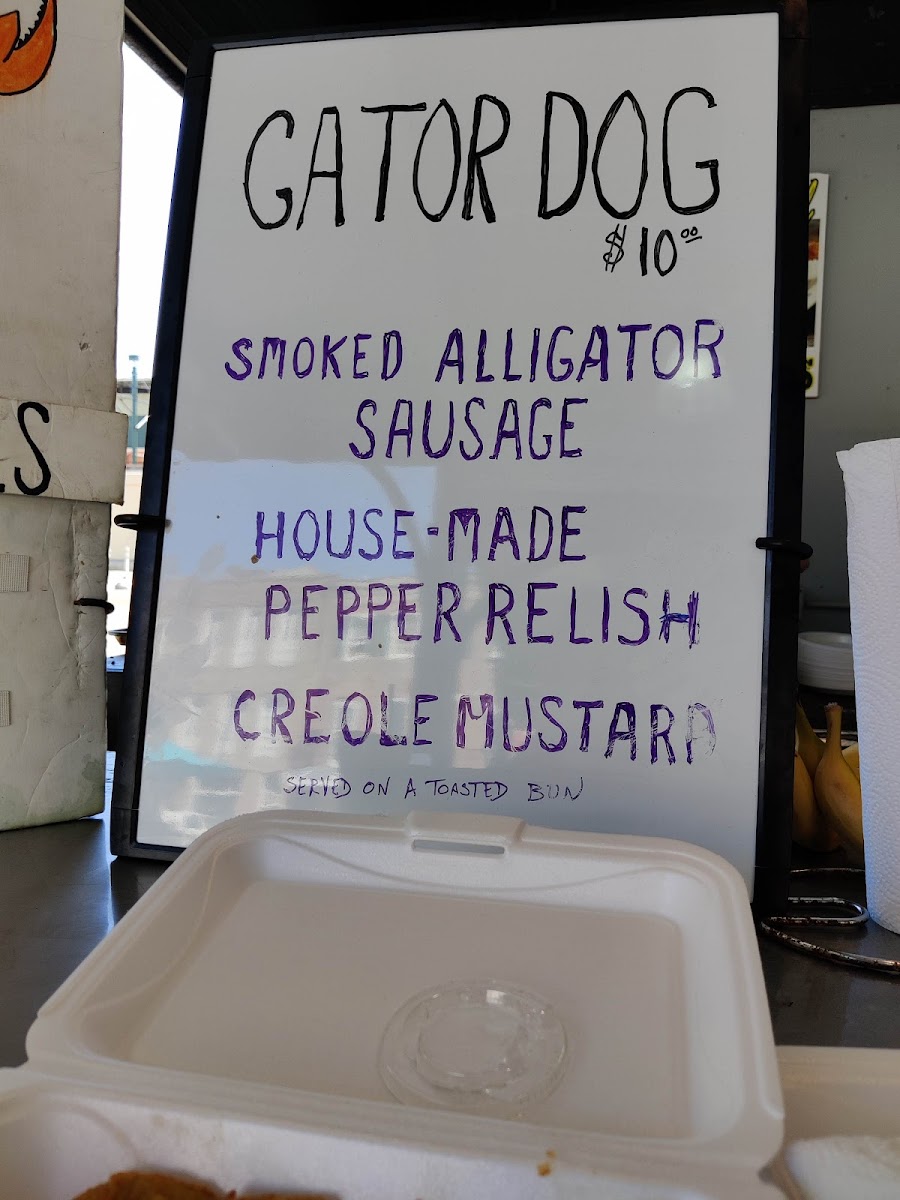 GATOR DOG
$10.00
SMOKED ALLIGATOR
SAUSAGE
HOUSE-MADE
PEPPER RELISH
CREOLE MUSTARD
SERVED ON A TOASTED BUN
S